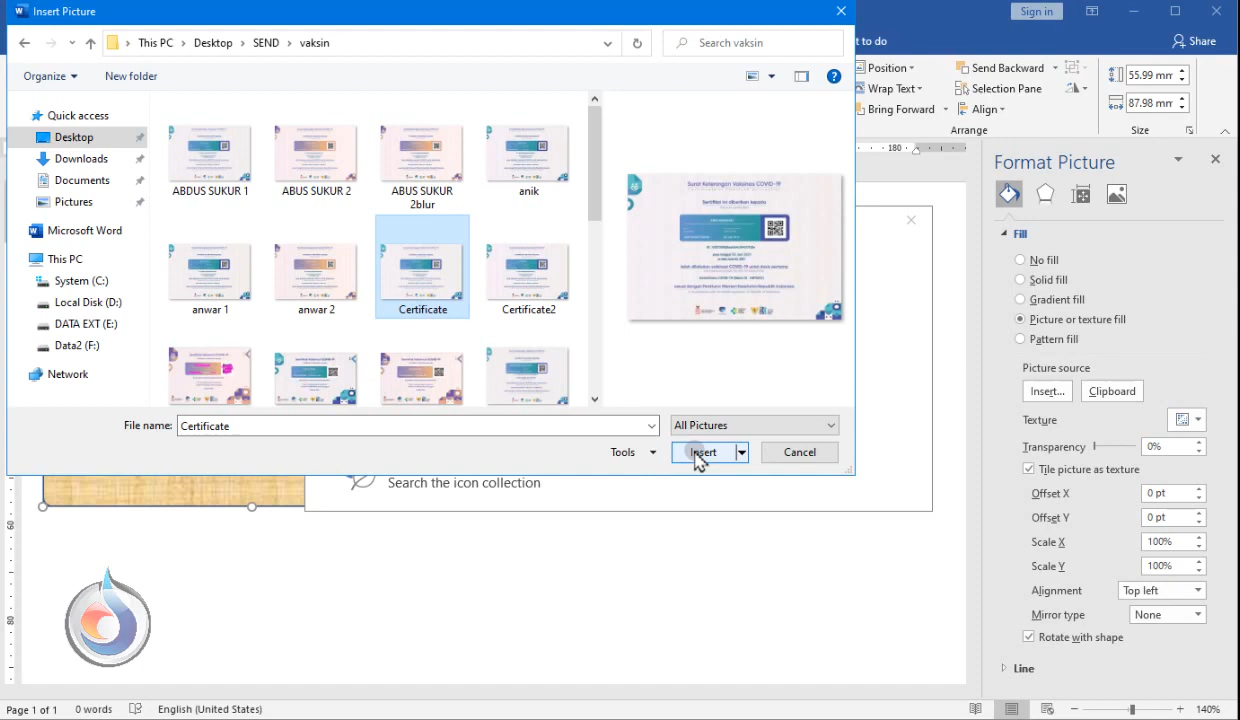 Insert Picture
Sign in
This PC > Desktop > SEND > vaksin
Search vaksin
t to do
Share
Organize
New folder
Position
Send Backward
55.99 mm
Wrap Text
Selection Pane
Bring Forward
Align
87.98 mm
Arrange
Size
Quick access
Desktop
Downloads
Documents
Pictures
Microsoft Word
This PC
System (C:)
Local Disk (D:)
DATA EXT (E:)
Data2 (F:)
Network
ABDUS SUKUR 1
ABUS SUKUR 2
ABUS SUKUR
2blur
anik
anwar 1
anwar 2
Certificate
Certificate2
Surat Keterangan Vaksinasi COVID-19
Sertifikat ini diberikan kepada
180
Format Picture
Fill
No fill
Solid fill
Gradient fill
Picture or texture fill
Pattern fill
Picture source
Insert...
Clipboard
Texture
Transparency
0%
Tile picture as texture
Offset X
0 pt
Offset Y
0 pt
Scale X
100%
Scale Y
100%
Alignment
Top left
Mirror type
None
Rotate with shape
Line
File name:
Certificate
All Pictures
Tools
Insert
Cancel
Search the icon collection
60
80
Page 1 of 1
0 words
English (United States)
140%